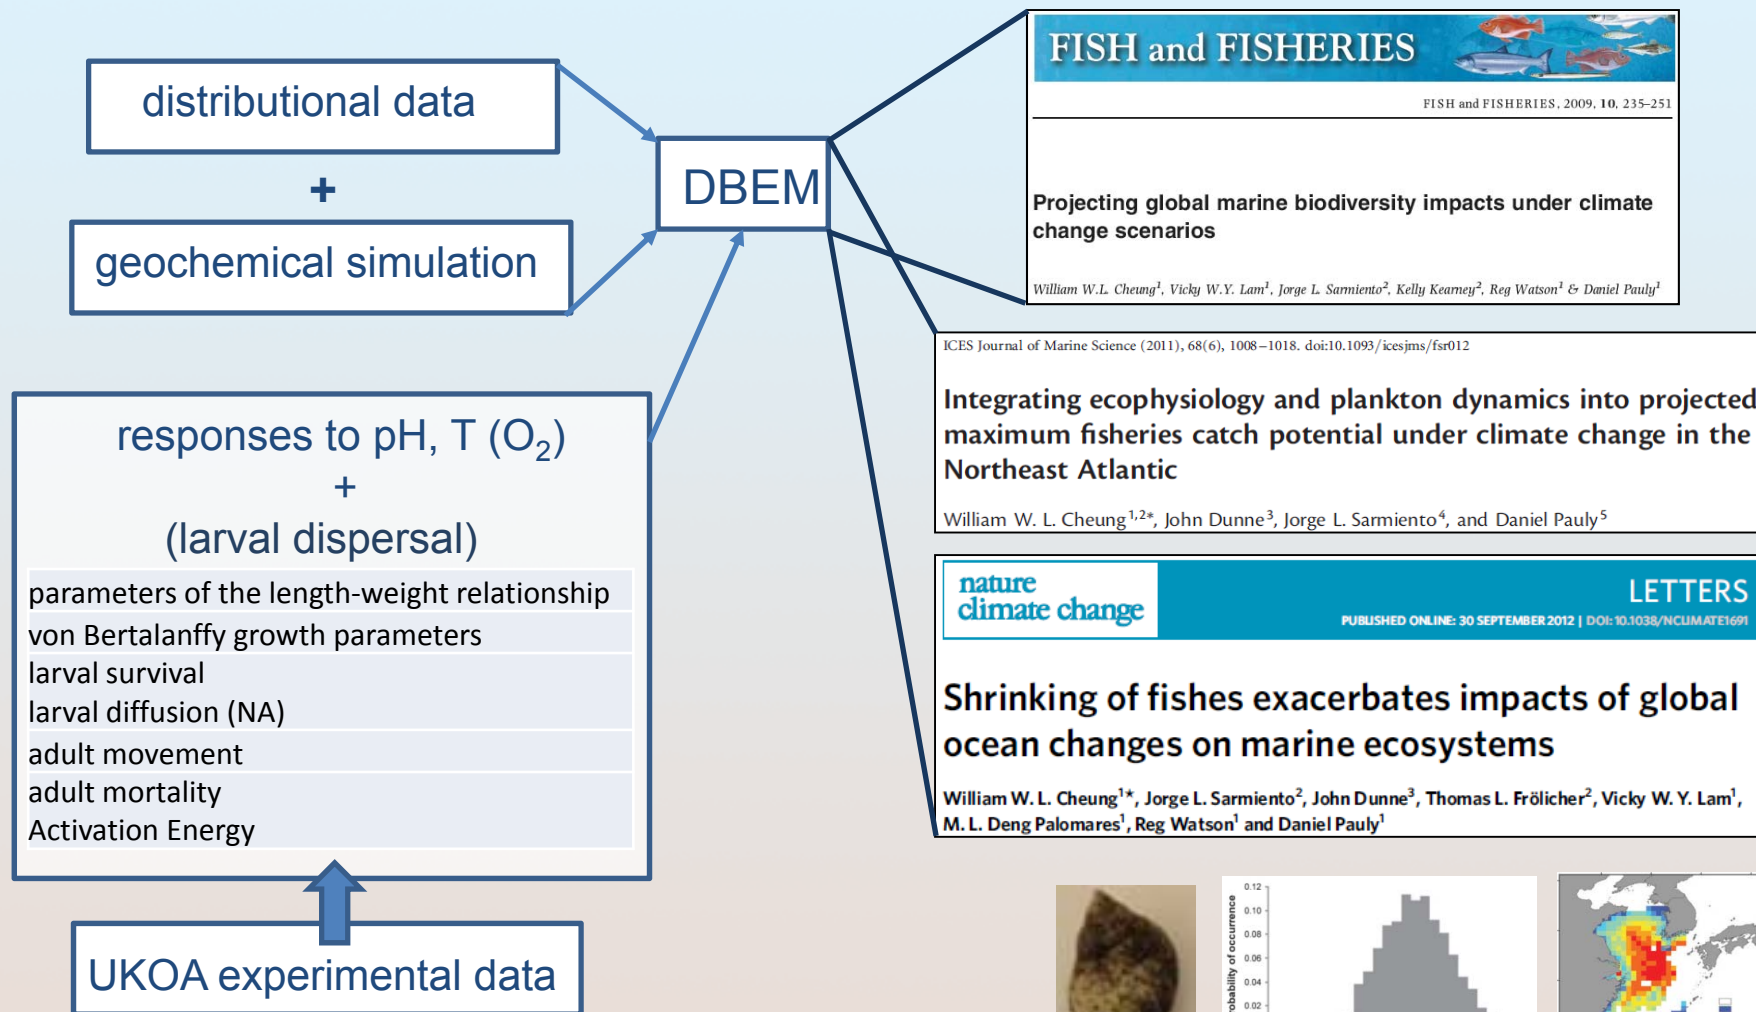 distributional data
+
geochemical simulation
DBEM
responses to pH, T (O₂)
+
(larval dispersal)
parameters of the length-weight relationship
von Bertalanffy growth parameters
larval survival
larval diffusion (NA)
adult movement
adult mortality
Activation Energy
UKOA experimental data
FISH and FISHERIES
FISH and FISHERIES, 2009, 10, 235–251
Projecting global marine biodiversity impacts under climate
change scenarios
William W.L. Cheung¹, Vicky W.Y. Lam¹, Jorge L. Sarmiento², Kelly Kearney², Reg Watson¹ & Daniel Pauly¹
ICES Journal of Marine Science (2011), 68(6), 1008–1018. doi:10.1093/icesjms/fsr012
Integrating ecophysiology and plankton dynamics into projected
maximum fisheries catch potential under climate change in the
Northeast Atlantic
William W. L. Cheung¹,²*, John Dunne³, Jorge L. Sarmiento⁴, and Daniel Pauly⁵
nature
climate change
LETTERS
PUBLISHED ONLINE: 30 SEPTEMBER 2012 | DOI: 10.1038/NCLIMATE1691
Shrinking of fishes exacerbates impacts of global
ocean changes on marine ecosystems
William W. L. Cheung¹*, Jorge L. Sarmiento², John Dunne³, Thomas L. Frölicher², Vicky W. Y. Lam¹,
M. L. Deng Palomares¹, Reg Watson¹ and Daniel Pauly¹
0.12
0.10
0.08
0.06
0.04
0.02
of occurrence